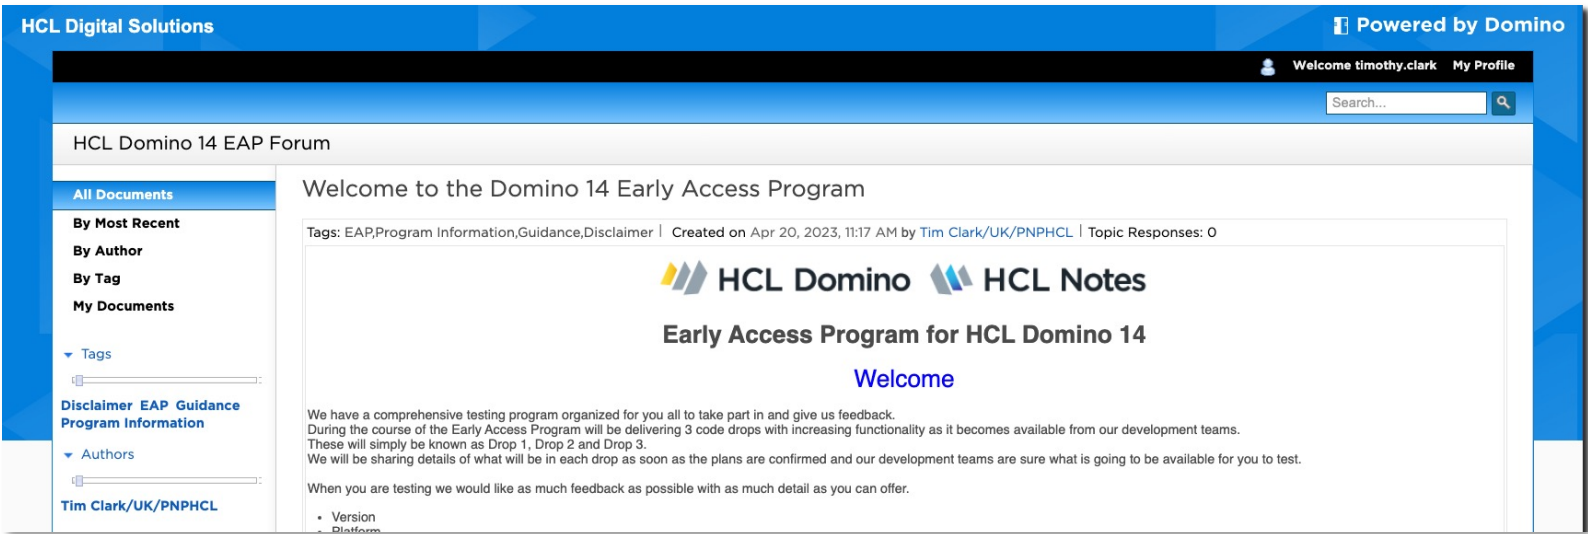 HCL Digital Solutions
Powered by Domino
Welcome timothy.clark My Profile
Search...
HCL Domino 14 EAP Forum
All Documents
By Most Recent
By Author
By Tag
My Documents
Tags
Disclaimer EAP Guidance
Program Information
Authors
Tim Clark/UK/PNPHCL
Welcome to the Domino 14 Early Access Program
Tags: EAP,Program Information,Guidance,Disclaimer | Created on Apr 20, 2023, 11:17 AM by Tim Clark/UK/PNPHCL | Topic Responses: 0
HCL Domino HCL Notes
Early Access Program for HCL Domino 14
Welcome
We have a comprehensive testing program organized for you all to take part in and give us feedback.
During the course of the Early Access Program will be delivering 3 code drops with increasing functionality as it becomes available from our development teams.
These will simply be known as Drop 1, Drop 2 and Drop 3.
We will be sharing details of what will be in each drop as soon as the plans are confirmed and our development teams are sure what is going to be available for you to test.
When you are testing we would like as much feedback as possible with as much detail as you can offer.
• Version
• Platform